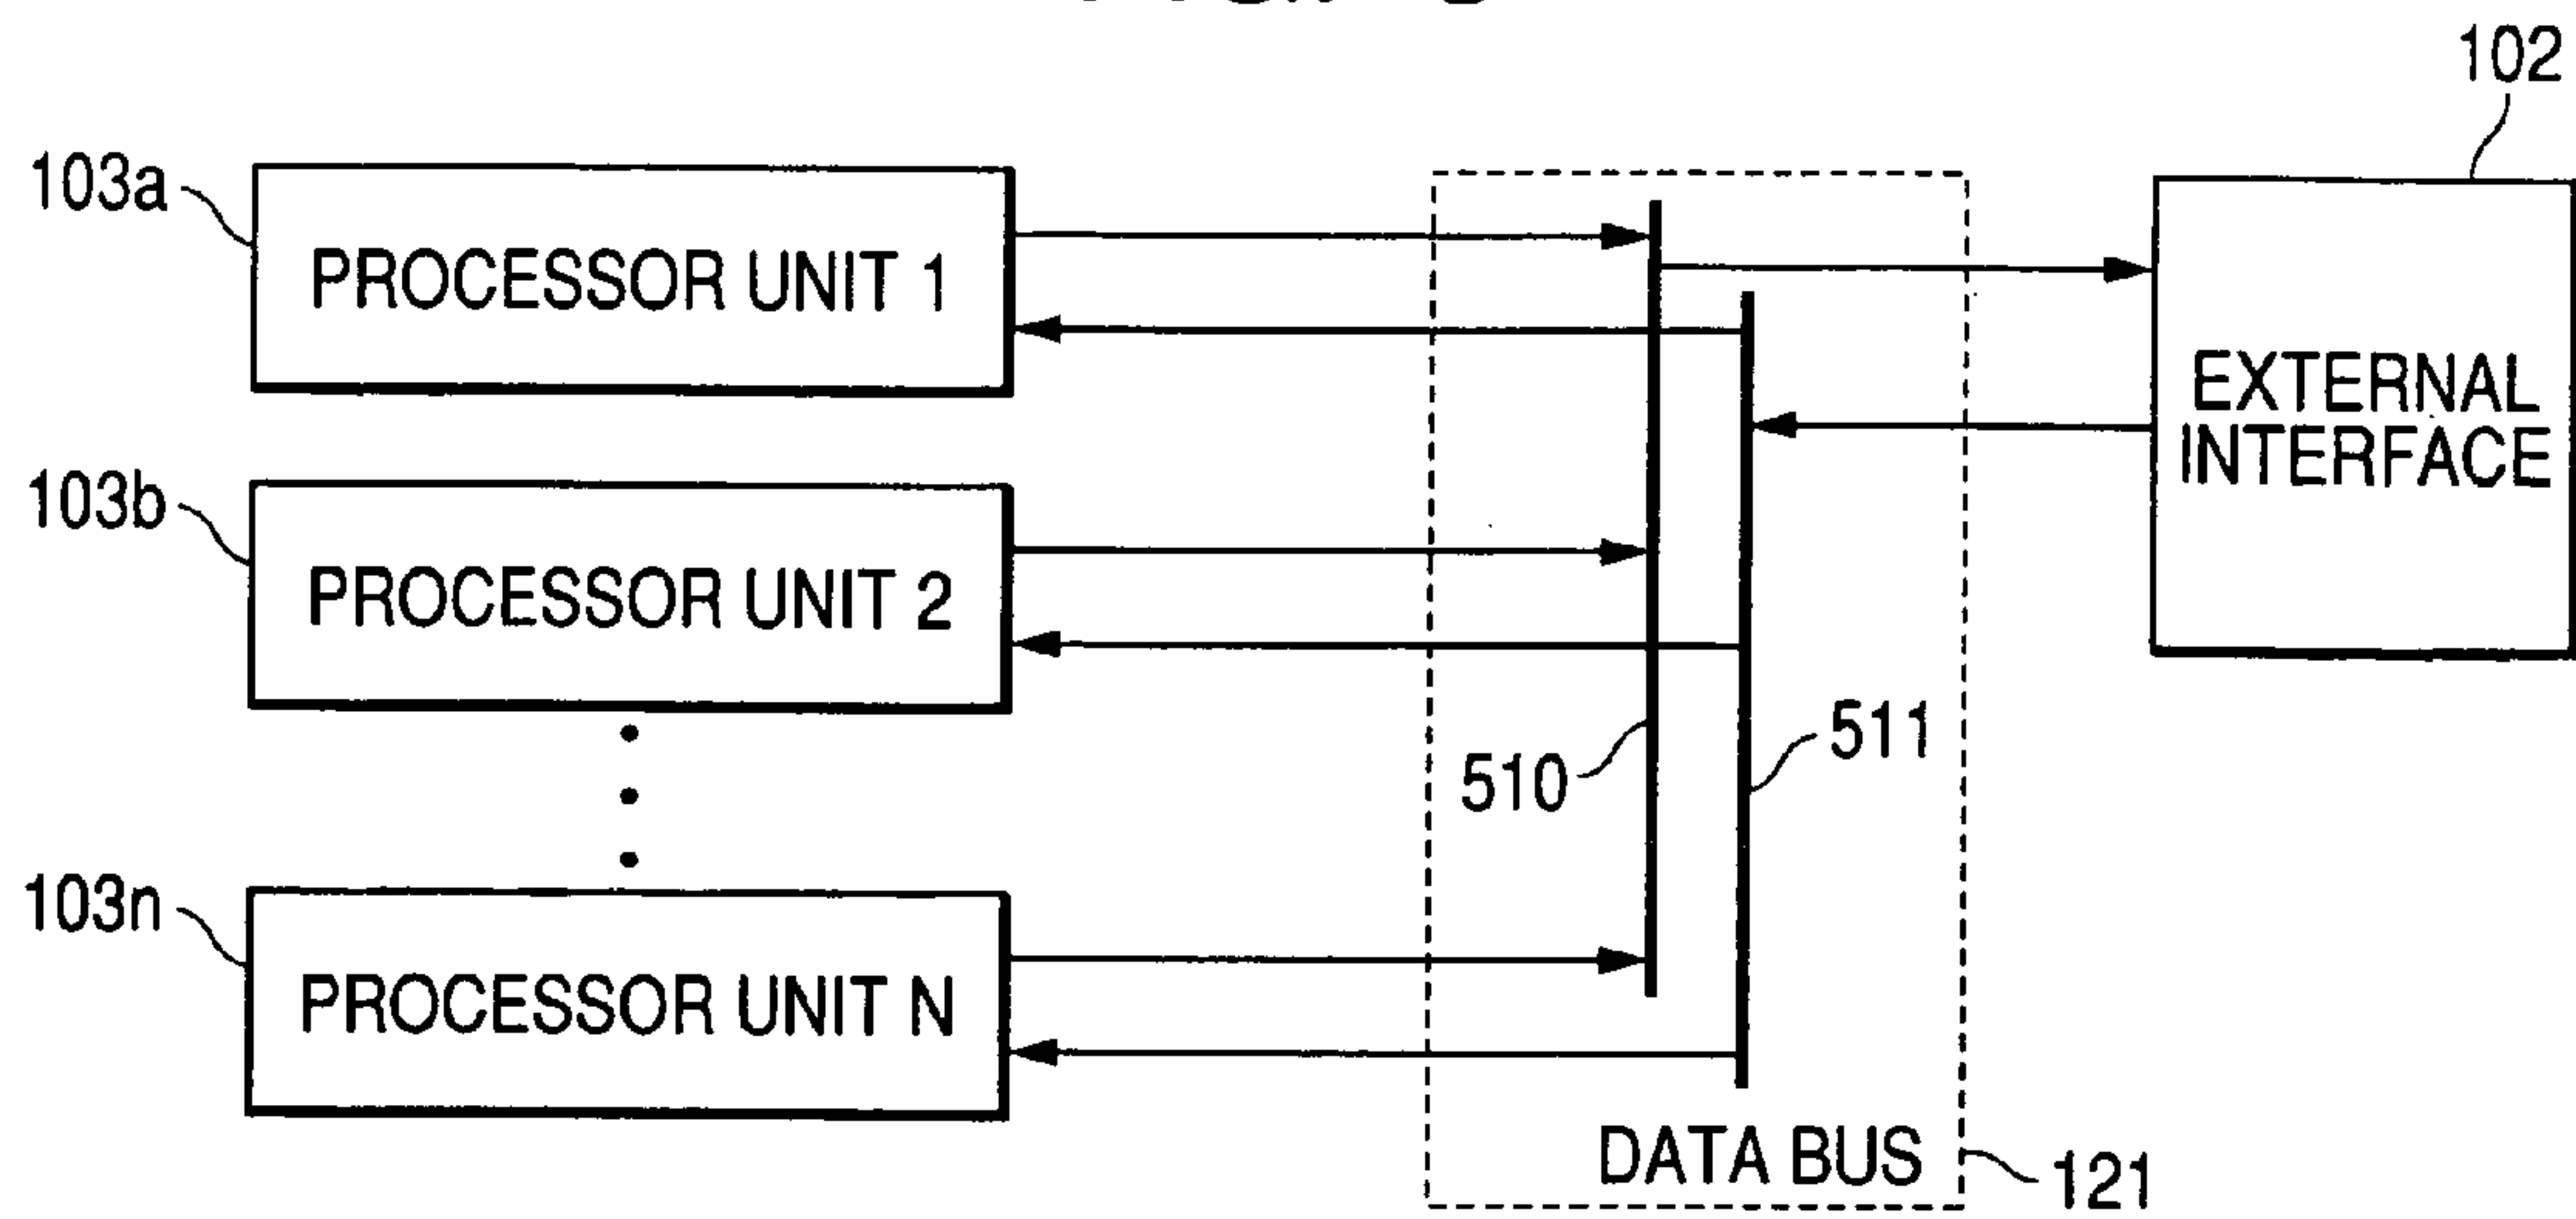 102
103a
PROCESSOR UNIT 1
EXTERNAL
INTERFACE
103b
PROCESSOR UNIT 2
510
511
103n
PROCESSOR UNIT N
DATA BUS
121